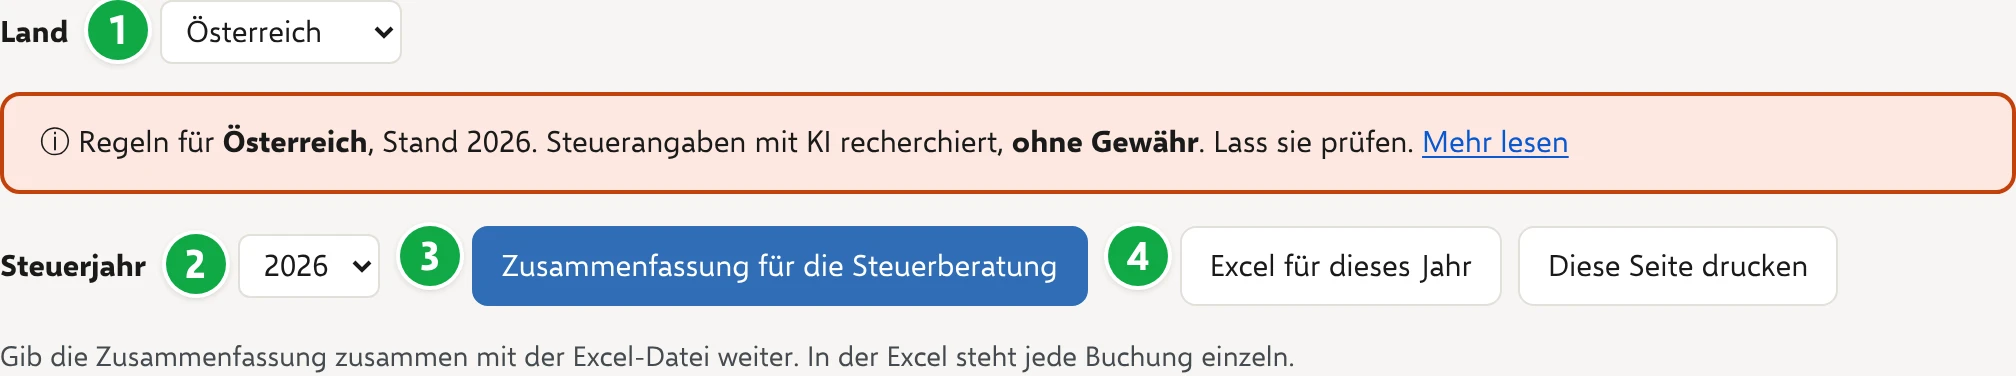 Land 1 Österreich
ⓘ Regeln für Österreich, Stand 2026. Steuerangaben mit KI recherchiert, ohne Gewähr. Lass sie prüfen. Mehr lesen
Steuerjahr 2 2026 3 Zusammenfassung für die Steuerberatung 4 Excel für dieses Jahr Diese Seite drucken
Gib die Zusammenfassung zusammen mit der Excel-Datei weiter. In der Excel steht jede Buchung einzeln.